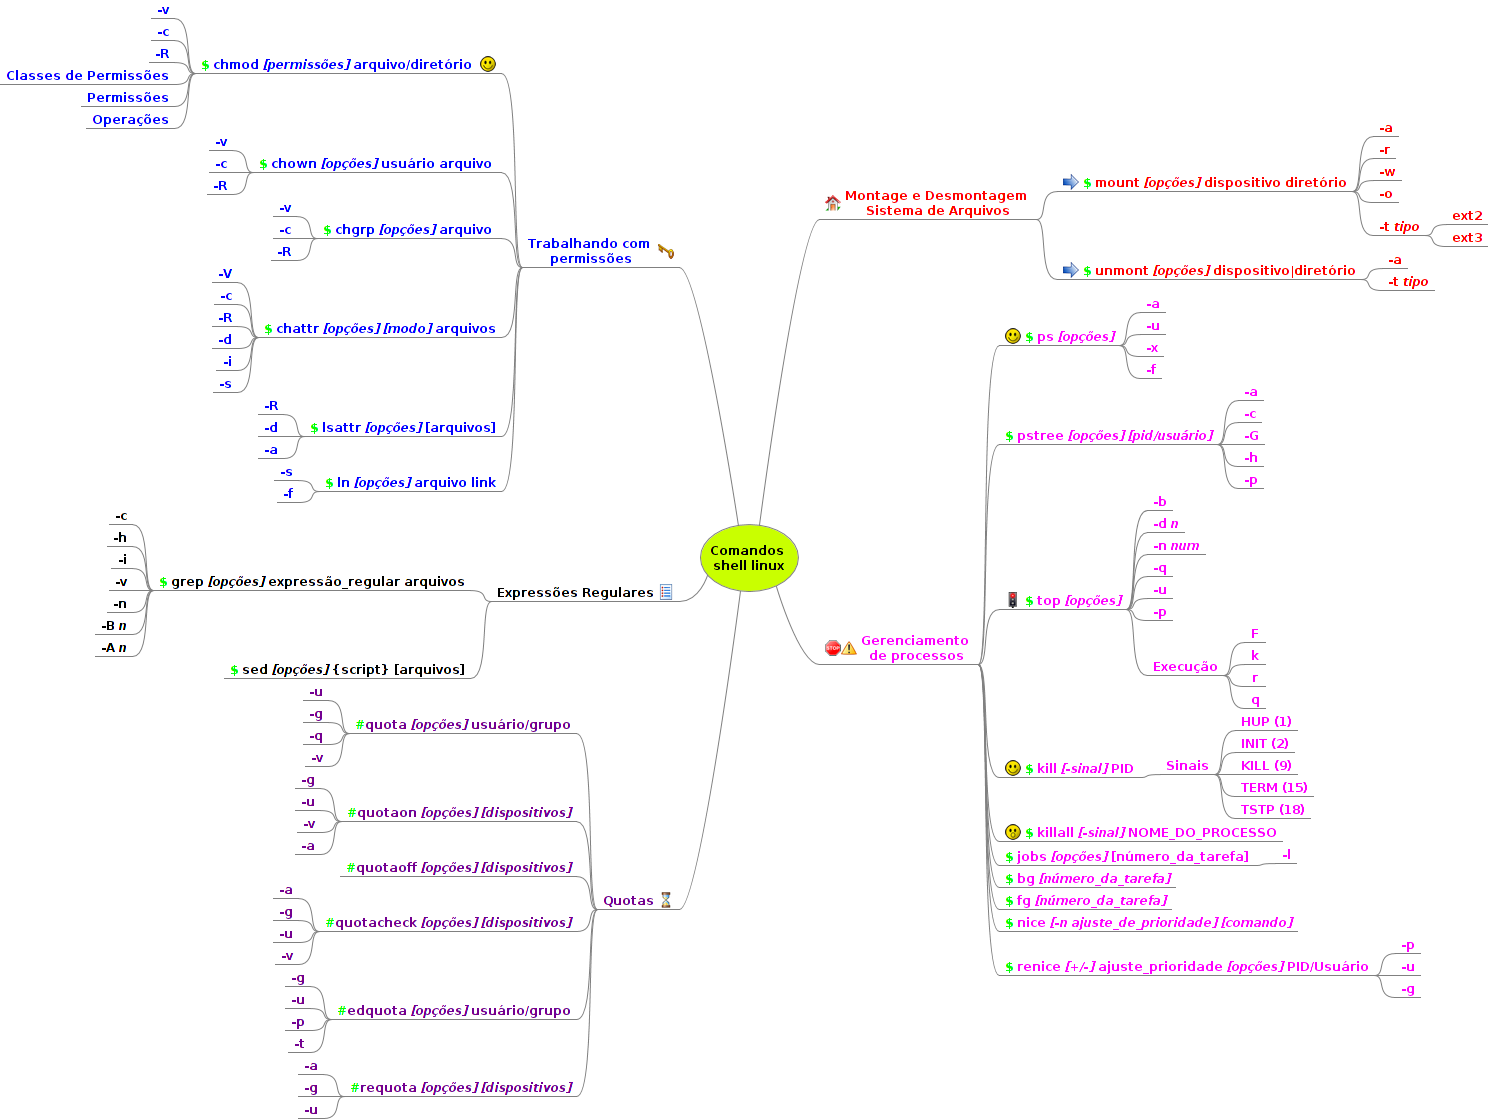 Comandos
shell linux
Trabalhando com
permissões
$ chmod [permissões] arquivo/diretório
-v
-c
-R
Classes de Permissões
Permissões
Operações
$ chown [opções] usuário arquivo
-v
-c
-R
$ chgrp [opções] arquivo
-v
-c
-R
$ chattr [opções] [modo] arquivos
-V
-c
-R
-d
-i
-s
$ lsattr [opções] [arquivos]
-R
-d
-a
$ ln [opções] arquivo link
-s
-f
Expressões Regulares
$ grep [opções] expressão_regular arquivos
-c
-h
-i
-v
-n
-B n
-A n
$ sed [opções] {script} [arquivos]
Quotas
#quota [opções] usuário/grupo
-u
-g
-q
-v
#quotaon [opções] [dispositivos]
-g
-u
-v
-a
#quotaoff [opções] [dispositivos]
#quotacheck [opções] [dispositivos]
-a
-g
-u
-v
#edquota [opções] usuário/grupo
-g
-u
-p
-t
#requota [opções] [dispositivos]
-a
-g
-u
Montage e Desmontagem
Sistema de Arquivos
$ mount [opções] dispositivo diretório
-a
-r
-w
-o
-t tipo
ext2
ext3
$ unmont [opções] dispositivo|diretório
-a
-t tipo
Gerenciamento
de processos
STOP
$ ps [opções]
-a
-u
-x
-f
$ pstree [opções] [pid/usuário]
-a
-c
-G
-h
-p
$ top [opções]
-b
-d n
-n num
-q
-u
-p
Execução
F
k
r
q
$ kill [-sinal] PID
Sinais
HUP (1)
INIT (2)
KILL (9)
TERM (15)
TSTP (18)
$ killall [-sinal] NOME_DO_PROCESSO
$ jobs [opções] [número_da_tarefa]
-l
$ bg [número_da_tarefa]
$ fg [número_da_tarefa]
$ nice [-n ajuste_de_prioridade] [comando]
$ renice [+/-] ajuste_prioridade [opções] PID/Usuário
-p
-u
-g